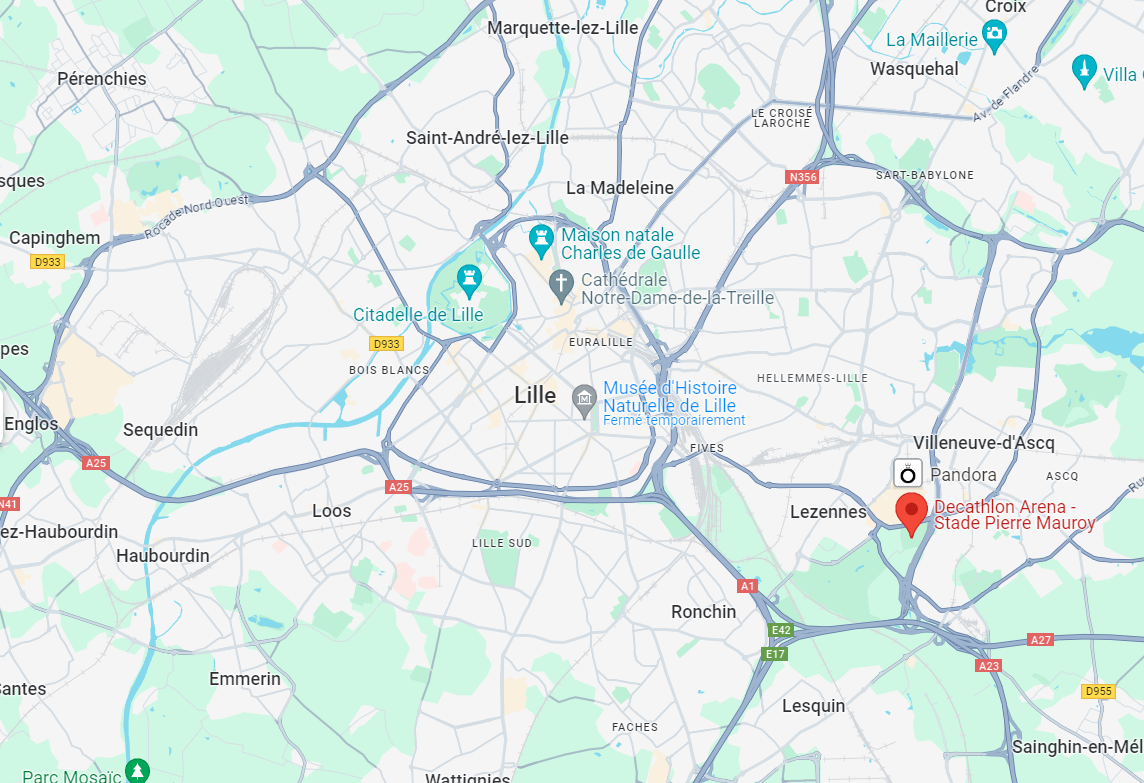 Croix
Marquette-lez-Lille
La Maillerie
Wasquehal
Pérenchies
Villa
Av. de Flandre
LE CROISÉ
LAROCHE
Saint-André-lez-Lille
N356
SART-BABYLONE
sques
La Madeleine
Rocade Nord-Ouest
Capinghem
D933
Maison natale
Charles de Gaulle
Cathédrale
Notre-Dame-de-la-Treille
Citadelle de Lille
D933
EURALILLE
pes
BOIS BLANCS
HELLEMMES-LILLE
Lille
Musée d'Histoire
Naturelle de Lille
Fermé temporairement
Englos
Sequedin
FIVES
Villeneuve-d'Ascq
A25
Pandora
ASCQ
A25
Ru
N41
Loos
Lezennes
Decathlon Arena -
Stade Pierre Mauroy
ez-Haubourdin
Haubourdin
LILLE SUD
A1
Ronchin
E42
A27
E17
A23
Emmerin
Santes
D955
Lesquin
FACHES
Sainghin-en-Mél
Parc Mosaïc
Wattignies